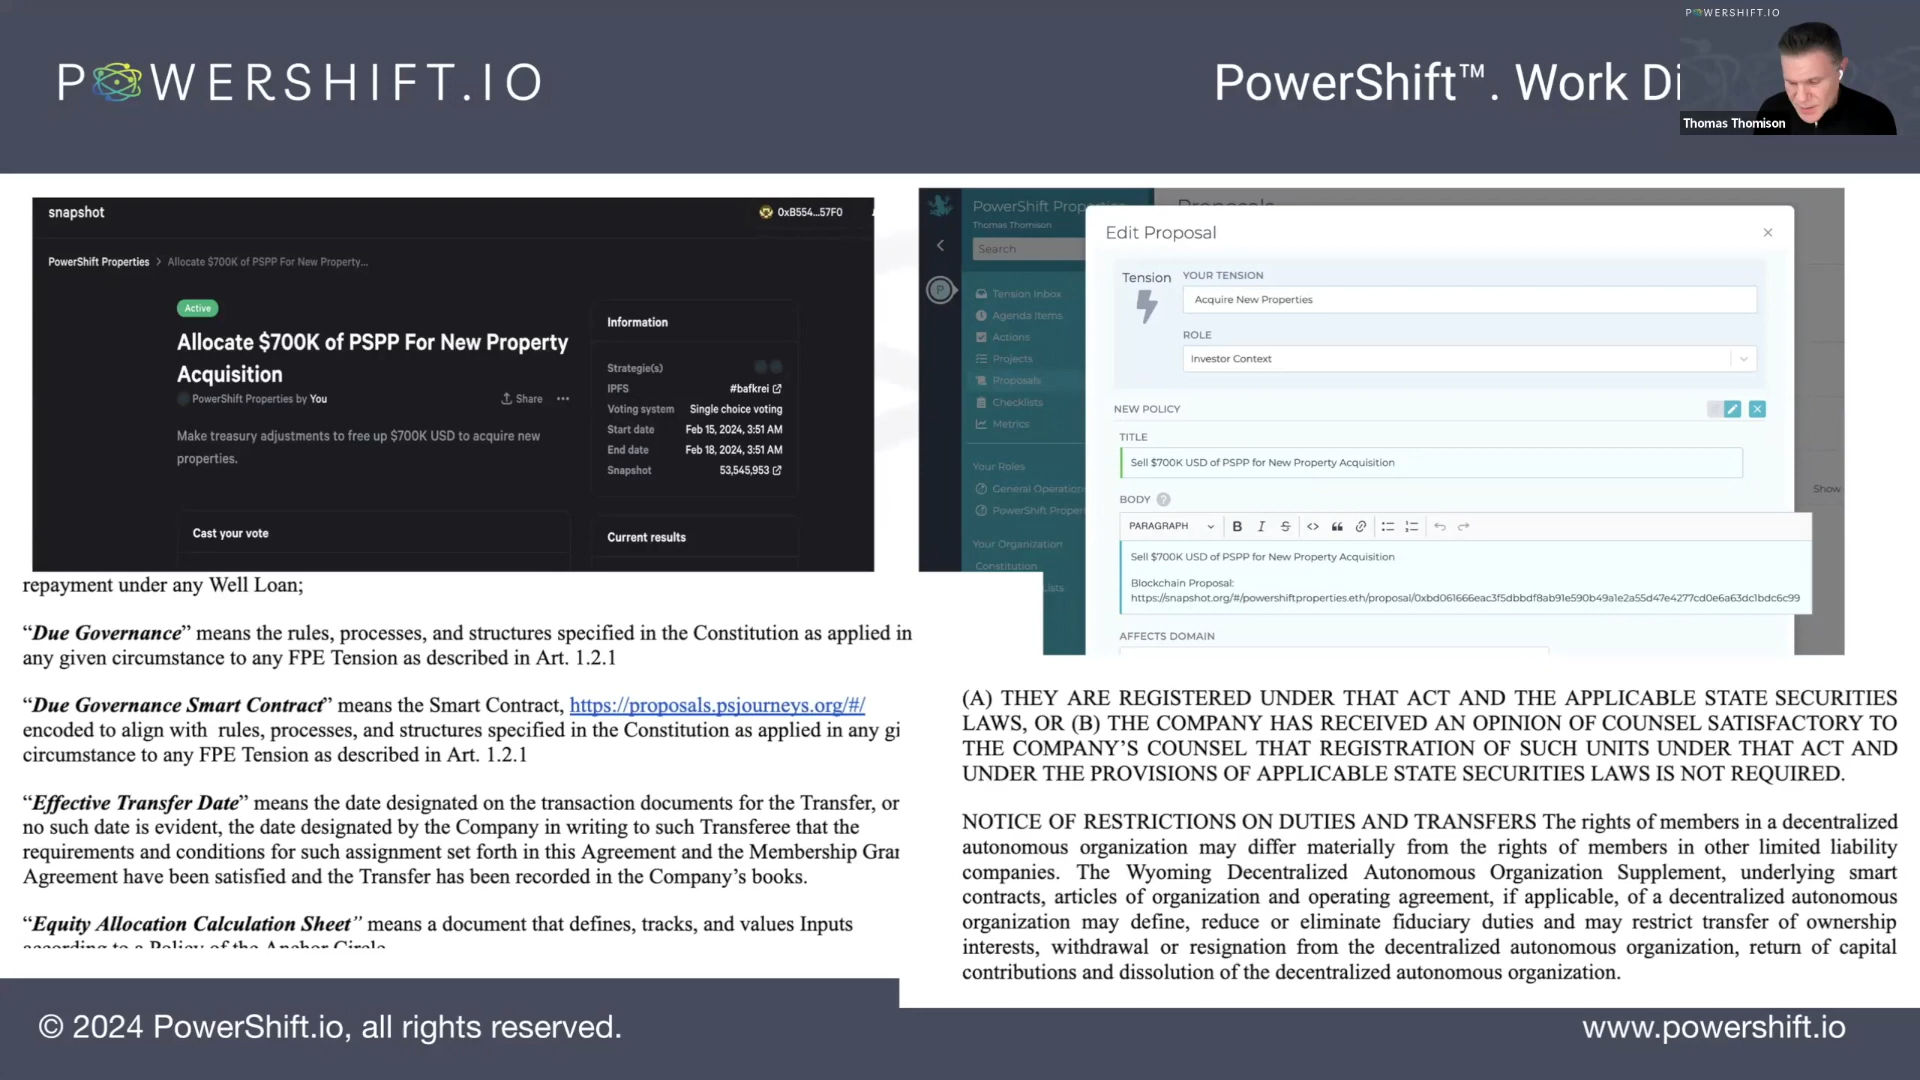 POWERSHIFT.IO
PowerShift™. Work Di
POWERSHIFT.IO
Thomas Thomison
snapshot
0xB554...57F0
PowerShift Properties > Allocate $700K of PSPP For New Property...
Active
Allocate $700K of PSPP For New Property
Acquisition
PowerShift Properties by You
Share
Make treasury adjustments to free up $700K USD to acquire new
properties.
Cast your vote
Information
Strategie(s)
IPFS #bafkrei
Voting system Single choice voting
Start date Feb 15, 2024, 3:51 AM
End date Feb 18, 2024, 3:51 AM
Snapshot 53,545,953
Current results
PowerShift Properties
Thomas Thomison
Search
P
Tension Inbox
Agenda Items
Actions
Projects
Proposals
Checklists
Metrics
Your Roles
General Operation
PowerShift Proper
Your Organization
Constitution
Lists
Proposals
Show
Edit Proposal
Tension
YOUR TENSION
Acquire New Properties
ROLE
Investor Context
NEW POLICY
TITLE
Sell $700K USD of PSPP for New Property Acquisition
BODY
PARAGRAPH
Sell $700K USD of PSPP for New Property Acquisition
Blockchain Proposal:
https://snapshot.org/#/powershiftproperties.eth/proposal/0xbd061666eac3f5dbbdf8ab91e590b49a1e2a55d47e4277cd0e6a63dc1bdc6c99
AFFECTS DOMAIN
repayment under any Well Loan;
“Due Governance” means the rules, processes, and structures specified in the Constitution as applied in
any given circumstance to any FPE Tension as described in Art. 1.2.1
“Due Governance Smart Contract” means the Smart Contract, https://proposals.psjourneys.org/#/
encoded to align with rules, processes, and structures specified in the Constitution as applied in any gi
circumstance to any FPE Tension as described in Art. 1.2.1
“Effective Transfer Date” means the date designated on the transaction documents for the Transfer, or
no such date is evident, the date designated by the Company in writing to such Transferee that the
requirements and conditions for such assignment set forth in this Agreement and the Membership Gran
Agreement have been satisfied and the Transfer has been recorded in the Company’s books.
“Equity Allocation Calculation Sheet” means a document that defines, tracks, and values Inputs
according to a Policy of the Anchor Circle
(A) THEY ARE REGISTERED UNDER THAT ACT AND THE APPLICABLE STATE SECURITIES
LAWS, OR (B) THE COMPANY HAS RECEIVED AN OPINION OF COUNSEL SATISFACTORY TO
THE COMPANY’S COUNSEL THAT REGISTRATION OF SUCH UNITS UNDER THAT ACT AND
UNDER THE PROVISIONS OF APPLICABLE STATE SECURITIES LAWS IS NOT REQUIRED.
NOTICE OF RESTRICTIONS ON DUTIES AND TRANSFERS The rights of members in a decentralized
autonomous organization may differ materially from the rights of members in other limited liability
companies. The Wyoming Decentralized Autonomous Organization Supplement, underlying smart
contracts, articles of organization and operating agreement, if applicable, of a decentralized autonomous
organization may define, reduce or eliminate fiduciary duties and may restrict transfer of ownership
interests, withdrawal or resignation from the decentralized autonomous organization, return of capital
contributions and dissolution of the decentralized autonomous organization.
© 2024 PowerShift.io, all rights reserved.
www.powershift.io